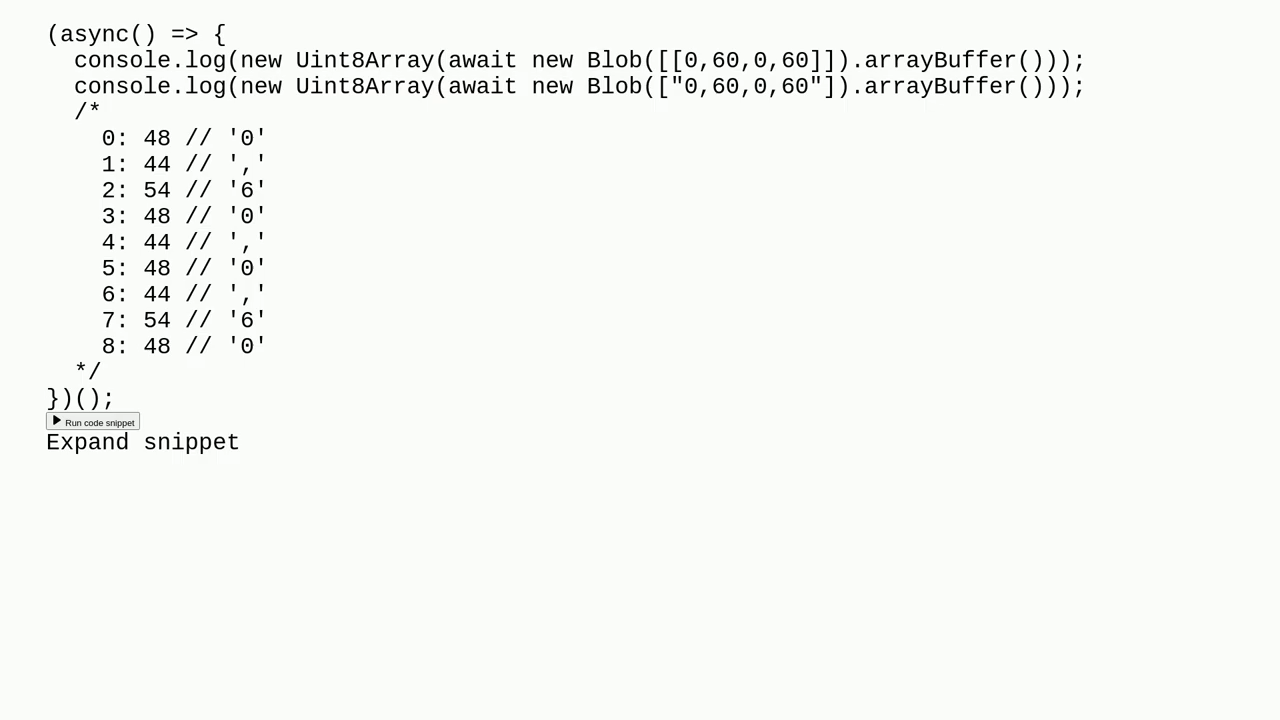 (async() => {
  console.log(new Uint8Array(await new Blob([[0,60,0,60]]).arrayBuffer()));
  console.log(new Uint8Array(await new Blob(["0,60,0,60"]).arrayBuffer()));
  /*
    0: 48 // '0'
    1: 44 // ','
    2: 54 // '6'
    3: 48 // '0'
    4: 44 // ','
    5: 48 // '0'
    6: 44 // ','
    7: 54 // '6'
    8: 48 // '0'
  */
})();
Run code snippet
Expand snippet